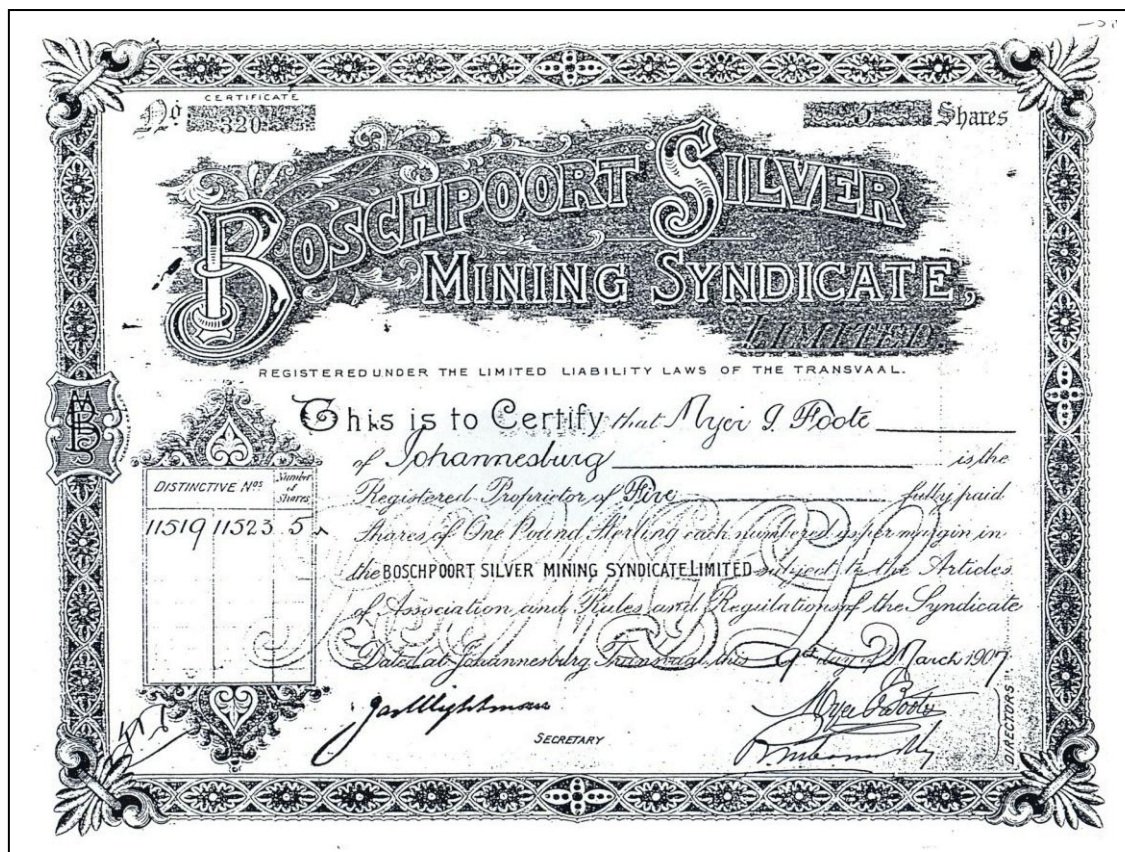 CERTIFICATE
No 320
5 Shares
BOSCHPOORT SILVER
MINING SYNDICATE,
LIMITED.
REGISTERED UNDER THE LIMITED LIABILITY LAWS OF THE TRANSVAAL.
This is to Certify that Myer I. Foote
of Johannesburg is the
Registered Proprietor of Five fully paid
shares of One Pound Sterling each numbered as per margin in
the BOSCHPOORT SILVER MINING SYNDICATE LIMITED subject to the Articles
of Association and Rules and Regulations of the Syndicate
Dated at Johannesburg Transvaal this 9th day of March 1907
DISTINCTIVE Nos Number of Shares
11519 11523 5
SECRETARY
DIRECTORS